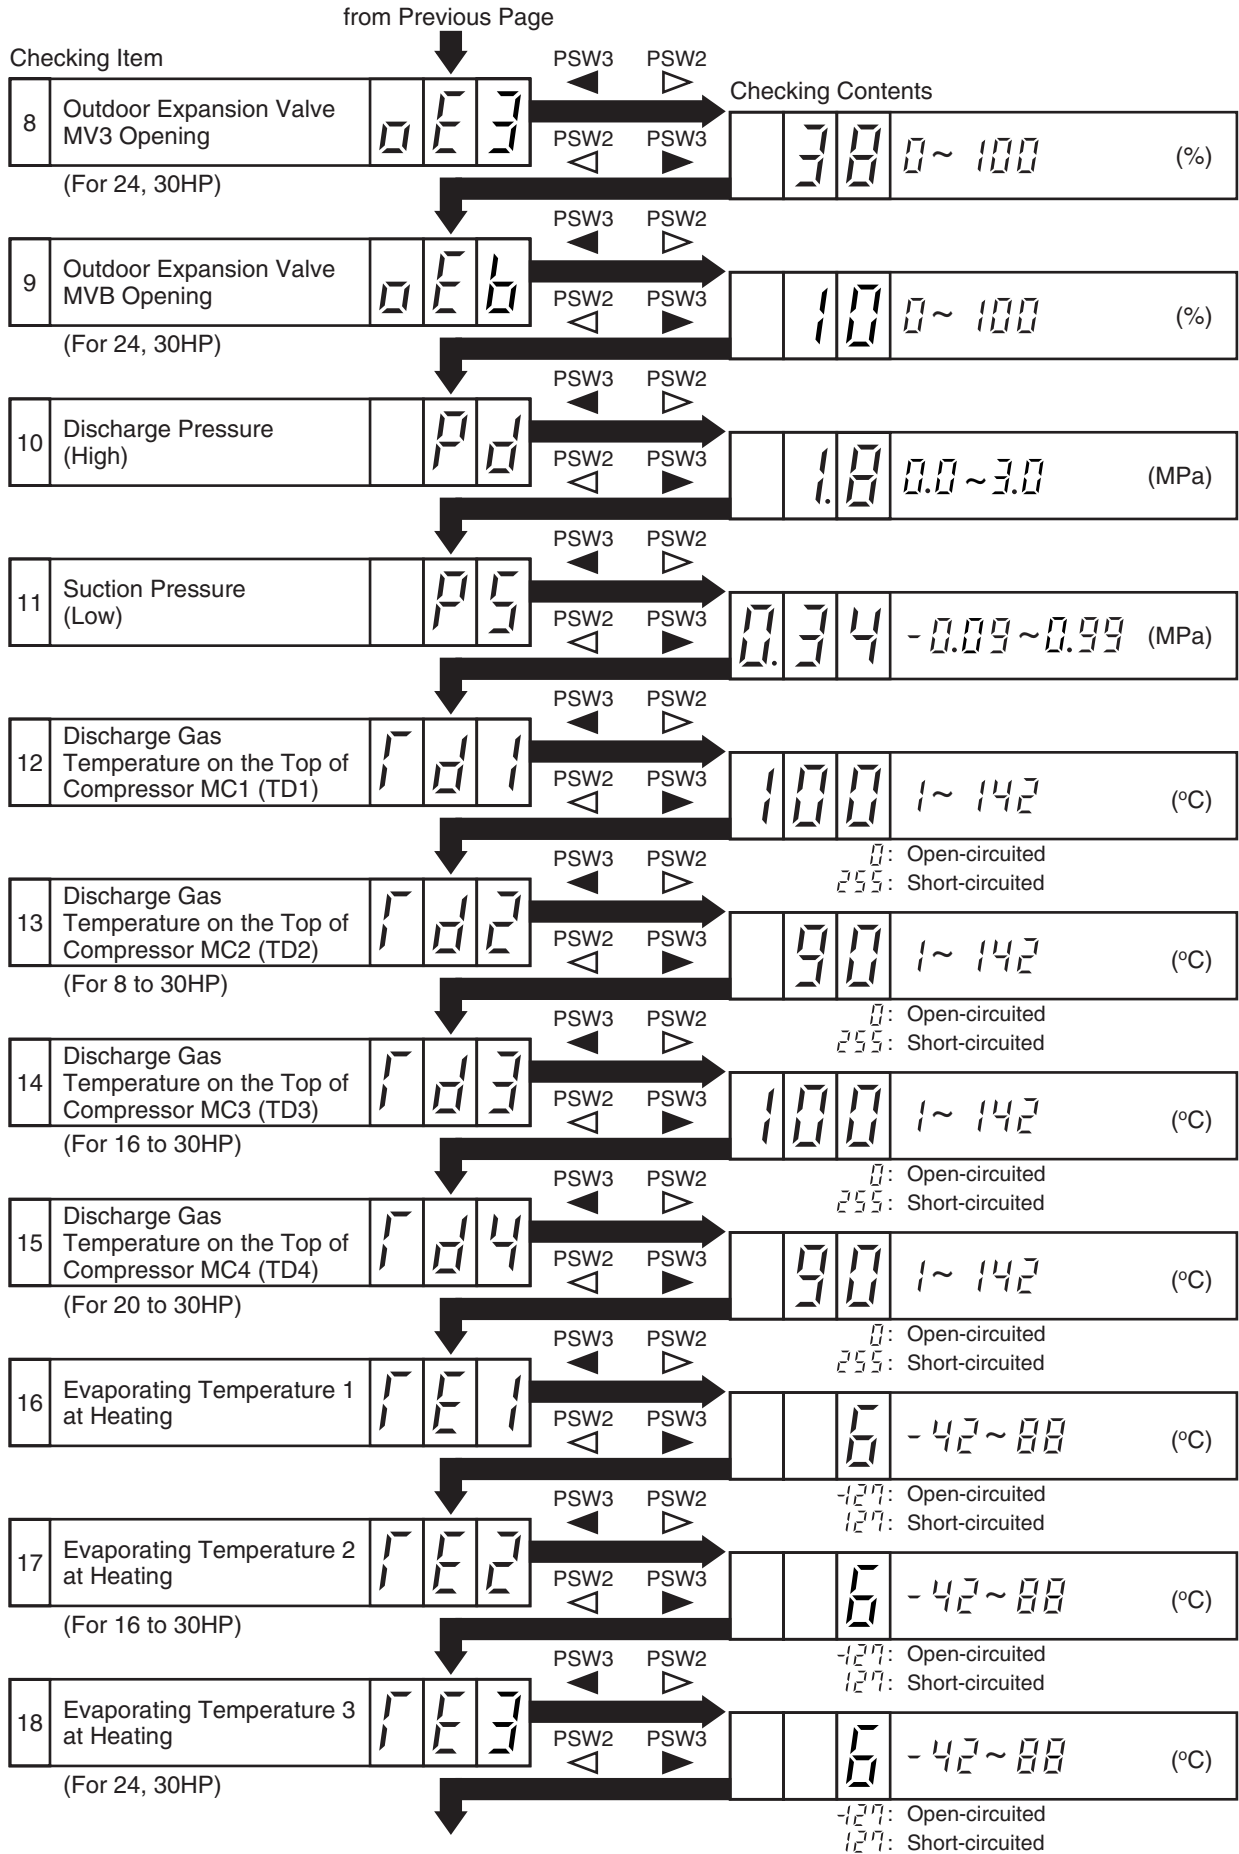 from Previous Page
Checking Item
PSW3 PSW2
Checking Contents
8 Outdoor Expansion Valve
MV3 Opening
oE3
PSW2 PSW3
38 0~ 100 (%)
(For 24, 30HP)
PSW3 PSW2
9 Outdoor Expansion Valve
MVB Opening
oEb
PSW2 PSW3
10 0~ 100 (%)
(For 24, 30HP)
PSW3 PSW2
10 Discharge Pressure
(High)
Pd
PSW2 PSW3
1.8 0.0~3.0 (MPa)
PSW3 PSW2
11 Suction Pressure
(Low)
PS
PSW2 PSW3
0.34 -0.09~0.99 (MPa)
PSW3 PSW2
12 Discharge Gas
Temperature on the Top of
Compressor MC1 (TD1)
Td1
PSW2 PSW3
100 1~ 142 (ºC)
0: Open-circuited
255: Short-circuited
PSW3 PSW2
13 Discharge Gas
Temperature on the Top of
Compressor MC2 (TD2)
Td2
PSW2 PSW3
90 1~ 142 (ºC)
(For 8 to 30HP)
0: Open-circuited
255: Short-circuited
PSW3 PSW2
14 Discharge Gas
Temperature on the Top of
Compressor MC3 (TD3)
Td3
PSW2 PSW3
100 1~ 142 (ºC)
(For 16 to 30HP)
0: Open-circuited
255: Short-circuited
PSW3 PSW2
15 Discharge Gas
Temperature on the Top of
Compressor MC4 (TD4)
Td4
PSW2 PSW3
90 1~ 142 (ºC)
(For 20 to 30HP)
0: Open-circuited
255: Short-circuited
PSW3 PSW2
16 Evaporating Temperature 1
at Heating
TE1
PSW2 PSW3
6 -42~88 (ºC)
-127: Open-circuited
127: Short-circuited
PSW3 PSW2
17 Evaporating Temperature 2
at Heating
TE2
PSW2 PSW3
6 -42~88 (ºC)
(For 16 to 30HP)
-127: Open-circuited
127: Short-circuited
PSW3 PSW2
18 Evaporating Temperature 3
at Heating
TE3
PSW2 PSW3
6 -42~88 (ºC)
(For 24, 30HP)
-127: Open-circuited
127: Short-circuited